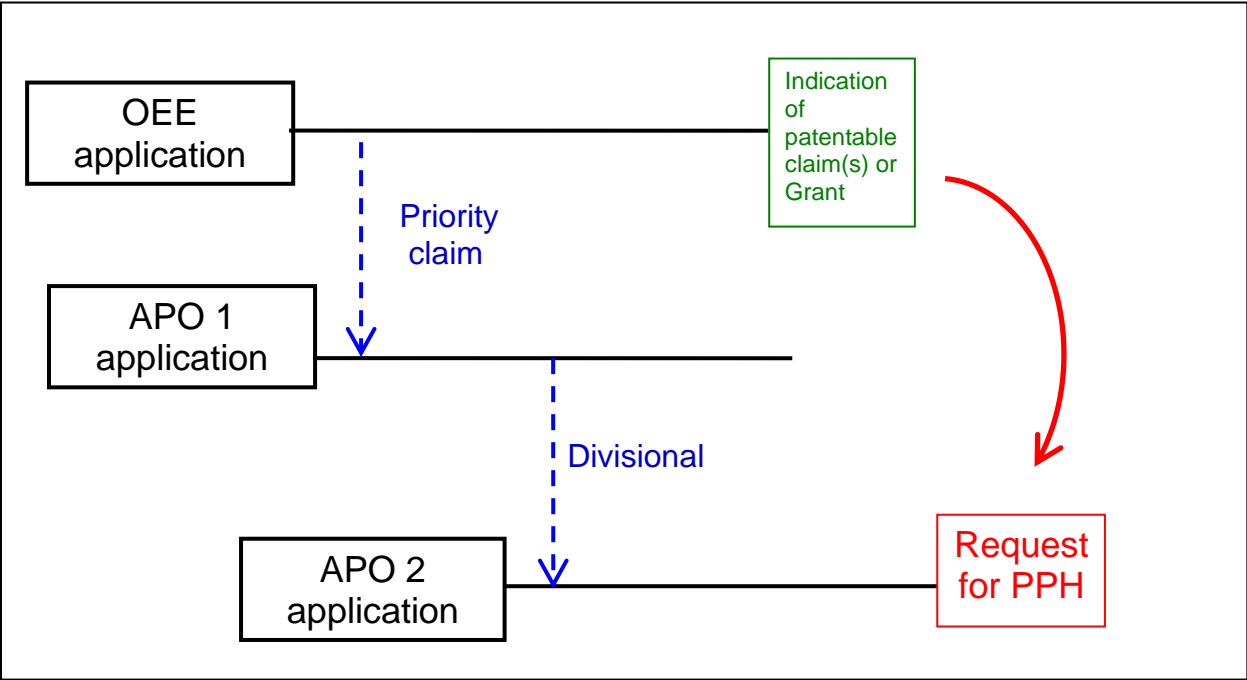 OEE
application
Indication
of
patentable
claim(s) or
Grant
Priority
claim
APO 1
application
Divisional
APO 2
application
Request
for PPH